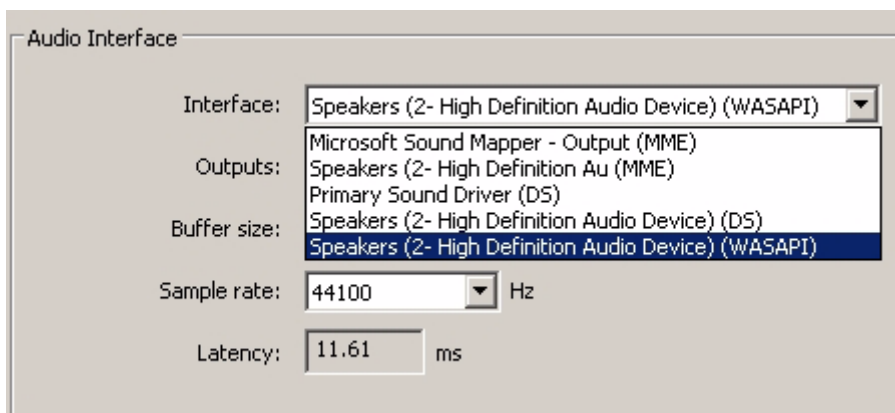 Audio Interface
Interface: Speakers (2- High Definition Audio Device) (WASAPI)
Microsoft Sound Mapper - Output (MME)
Outputs: Speakers (2- High Definition Au (MME)
Primary Sound Driver (DS)
Buffer size: Speakers (2- High Definition Audio Device) (DS)
Speakers (2- High Definition Audio Device) (WASAPI)
Sample rate: 44100 Hz
Latency: 11.61 ms